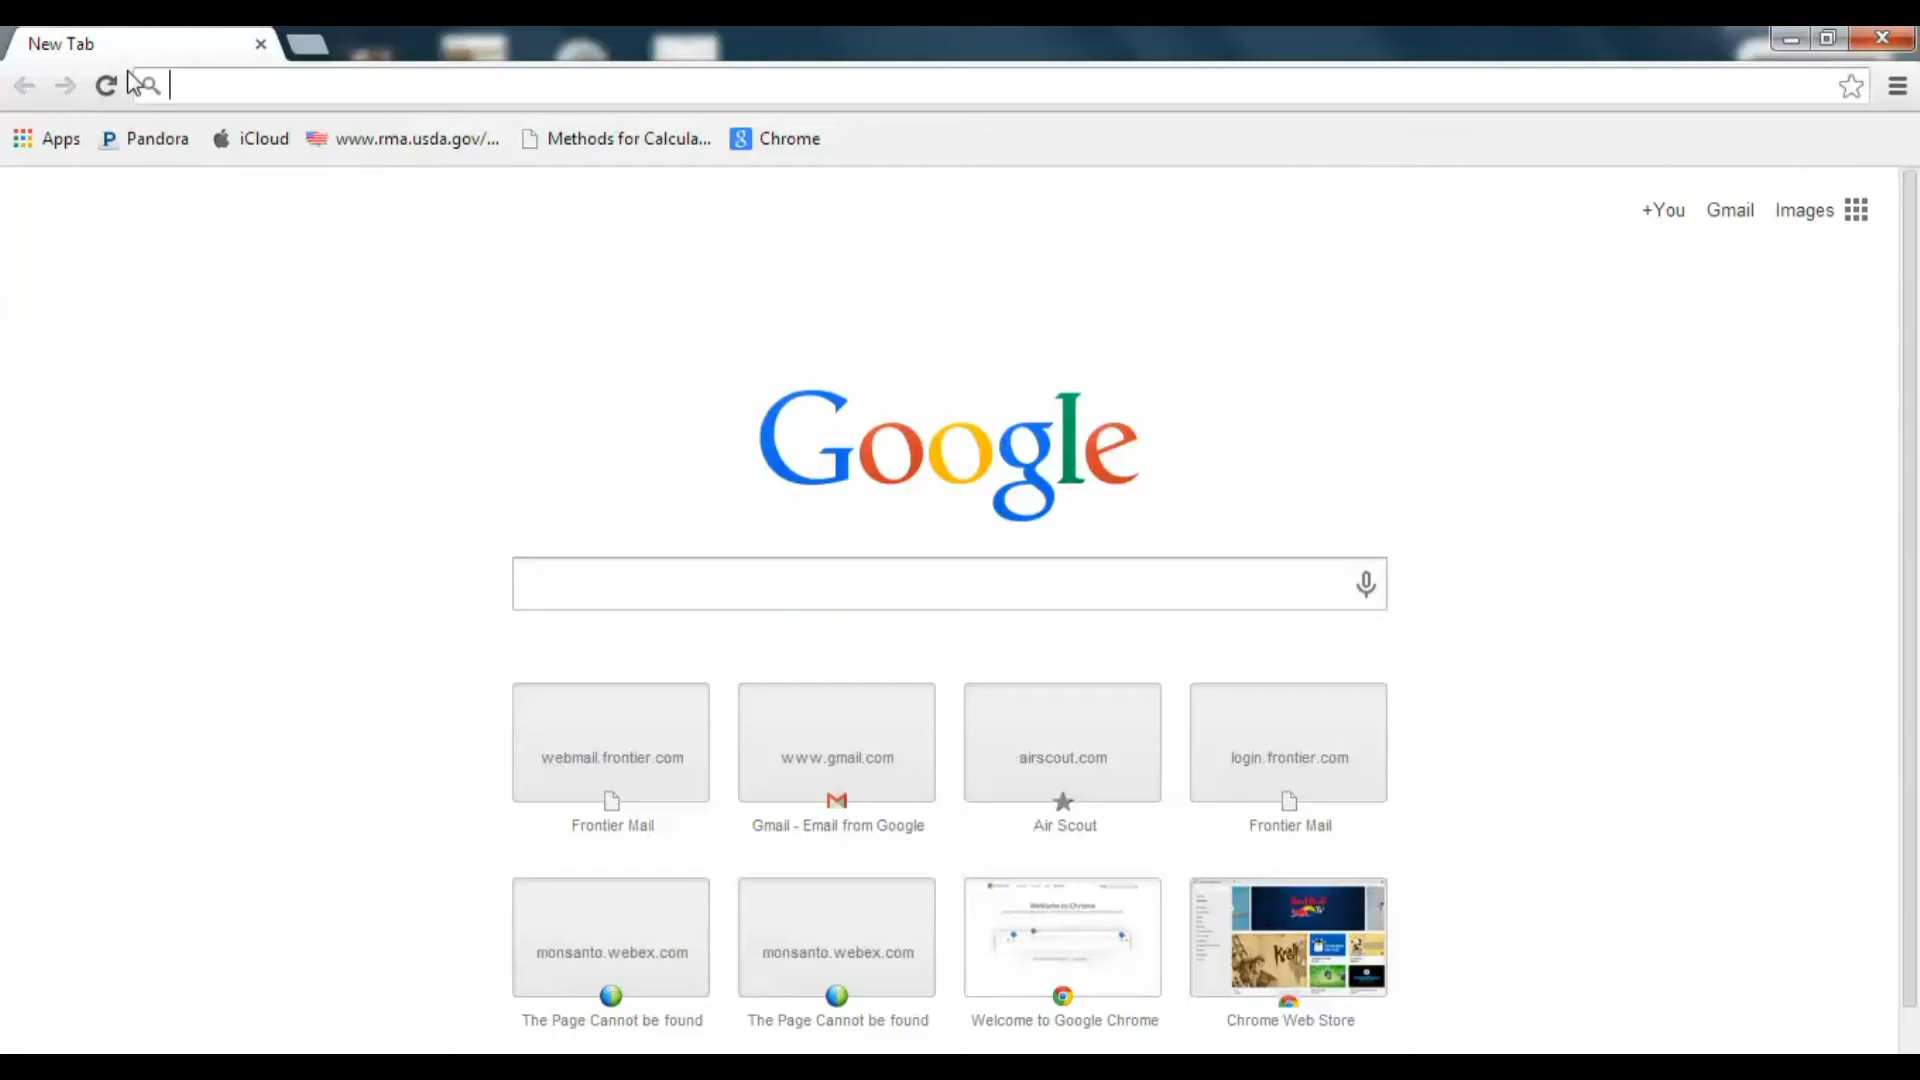 New Tab
Apps Pandora iCloud www.rma.usda.gov/... Methods for Calcula... Chrome
+You Gmail Images
Google
webmail.frontier.com www.gmail.com airscout.com login.frontier.com
Frontier Mail Gmail - Email from Google Air Scout Frontier Mail
monsanto.webex.com monsanto.webex.com Welcome to Chrome
The Page Cannot be found The Page Cannot be found Welcome to Google Chrome Chrome Web Store